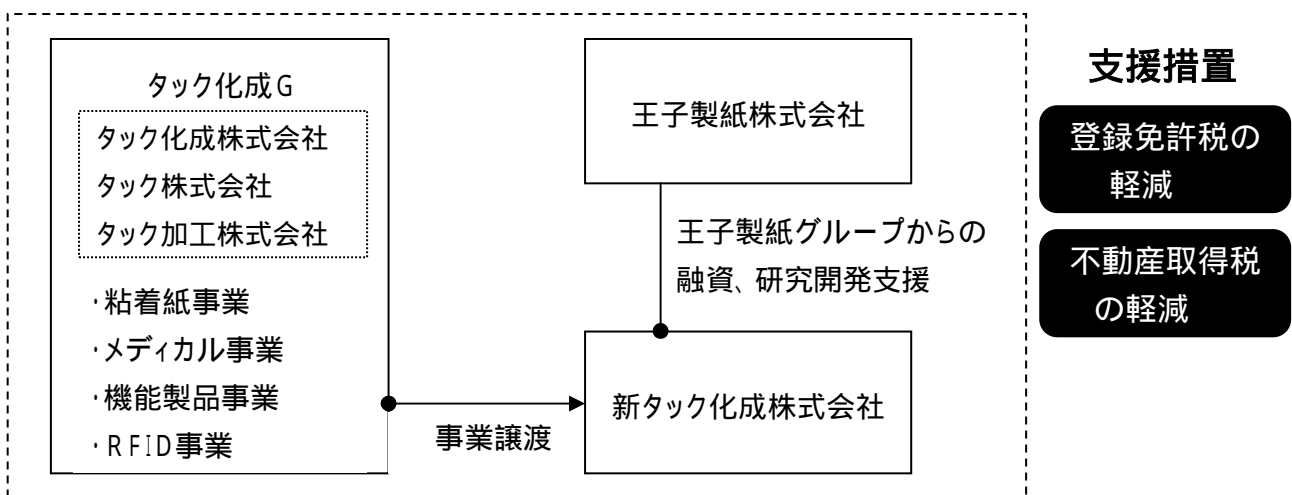 タック化成G
タック化成株式会社
タック株式会社
タック加工株式会社
・粘着紙事業
・メディカル事業
・機能製品事業
・RFID事業
事業譲渡
王子製紙株式会社
王子製紙グループからの
融資、研究開発支援
新タック化成株式会社
支援措置
登録免許税の
軽減
不動産取得税
の軽減